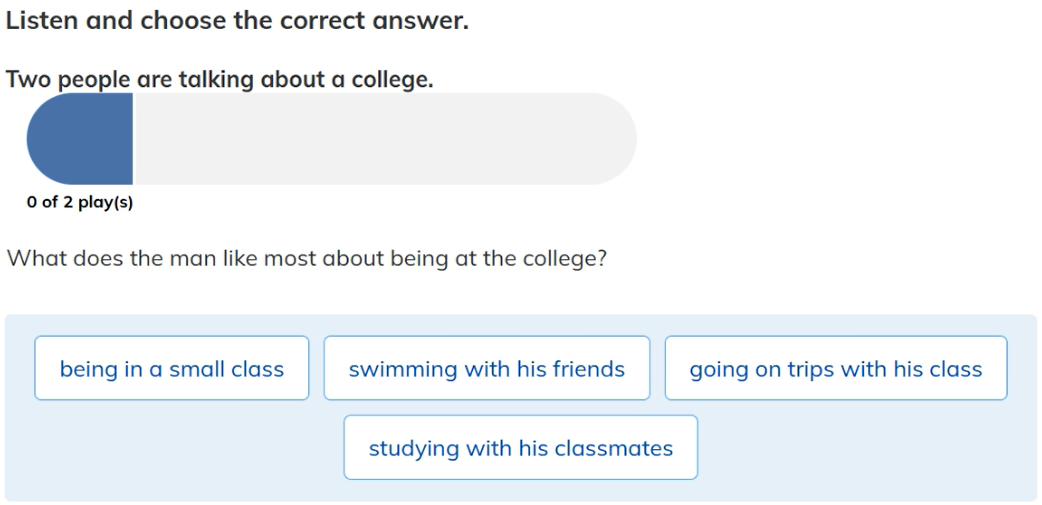 Listen and choose the correct answer.
Two people are talking about a college.
0 of 2 play(s)
What does the man like most about being at the college?
being in a small class
swimming with his friends
going on trips with his class
studying with his classmates